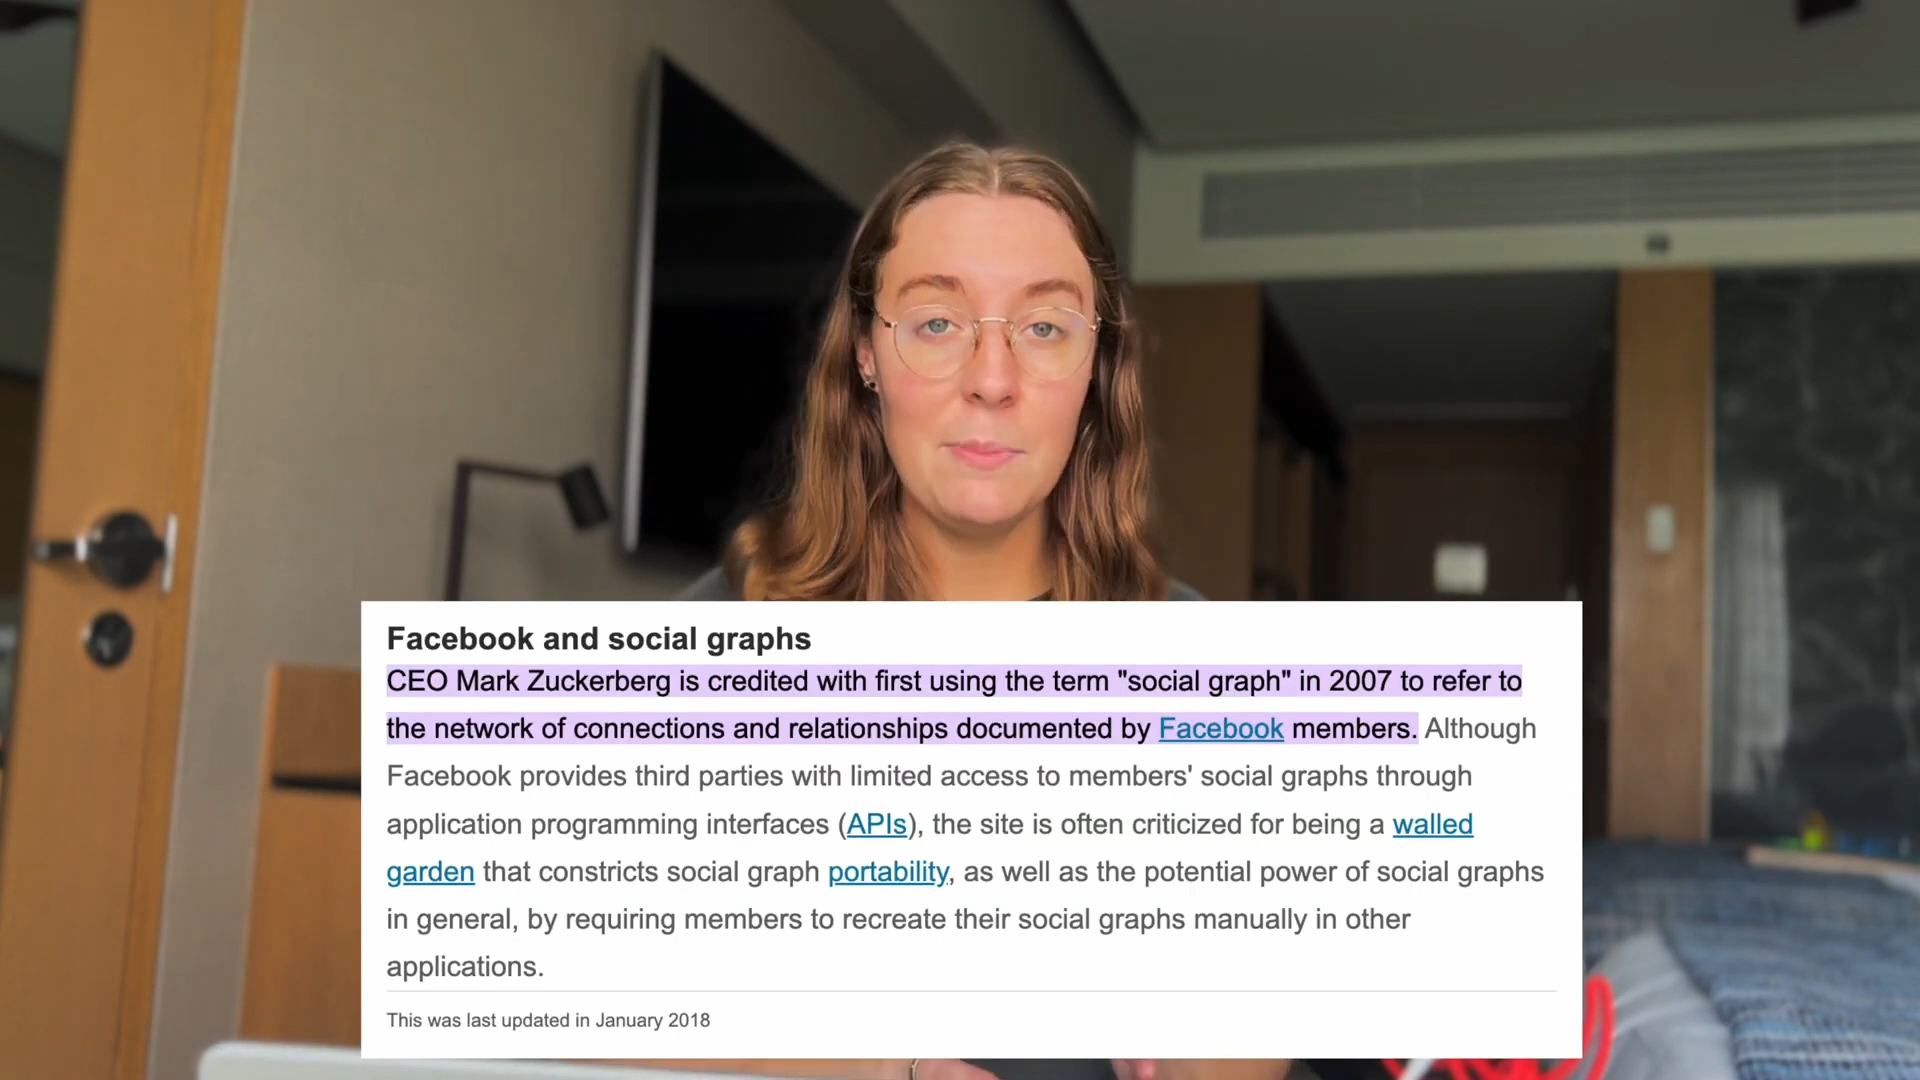 Facebook and social graphs
CEO Mark Zuckerberg is credited with first using the term "social graph" in 2007 to refer to
the network of connections and relationships documented by Facebook members. Although
Facebook provides third parties with limited access to members' social graphs through
application programming interfaces (APIs), the site is often criticized for being a walled
garden that constricts social graph portability, as well as the potential power of social graphs
in general, by requiring members to recreate their social graphs manually in other
applications.
This was last updated in January 2018